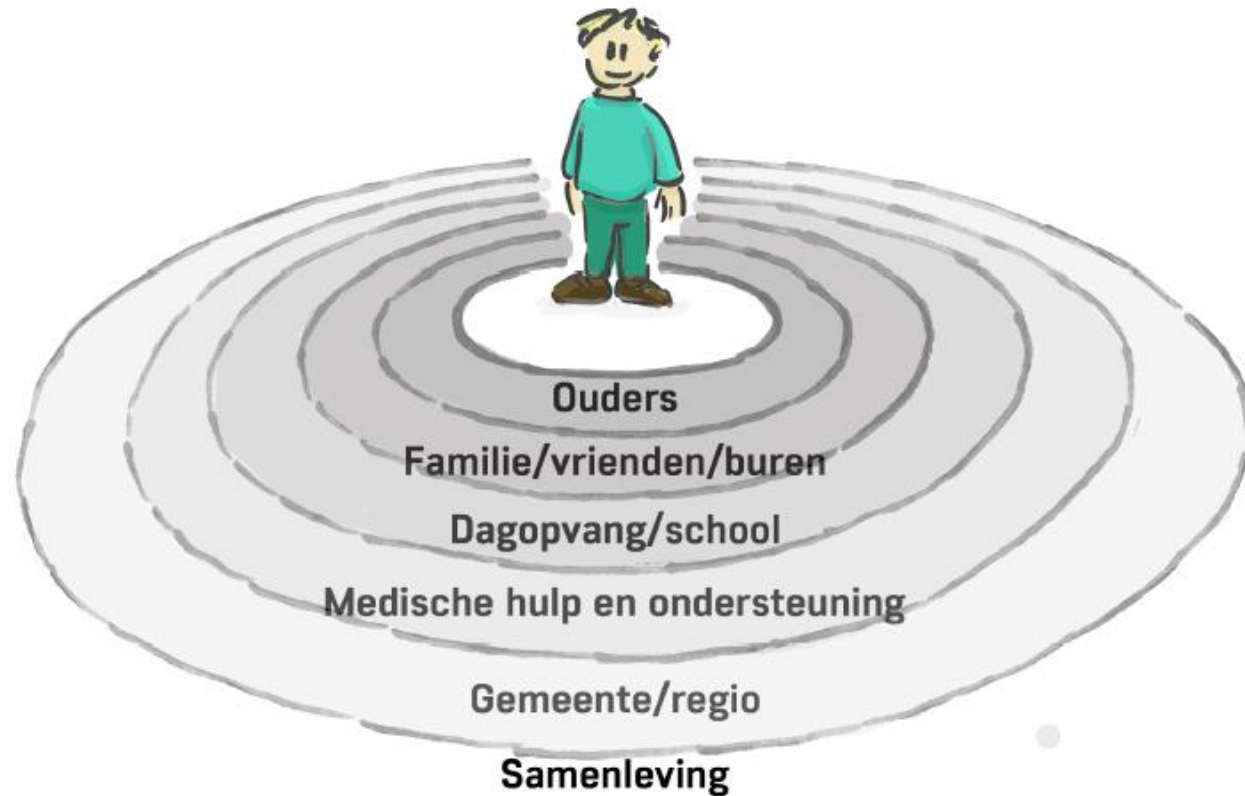 Ouders
Familie/vrienden/buren
Dagopvang/school
Medische hulp en ondersteuning
Gemeente/regio
Samenleving